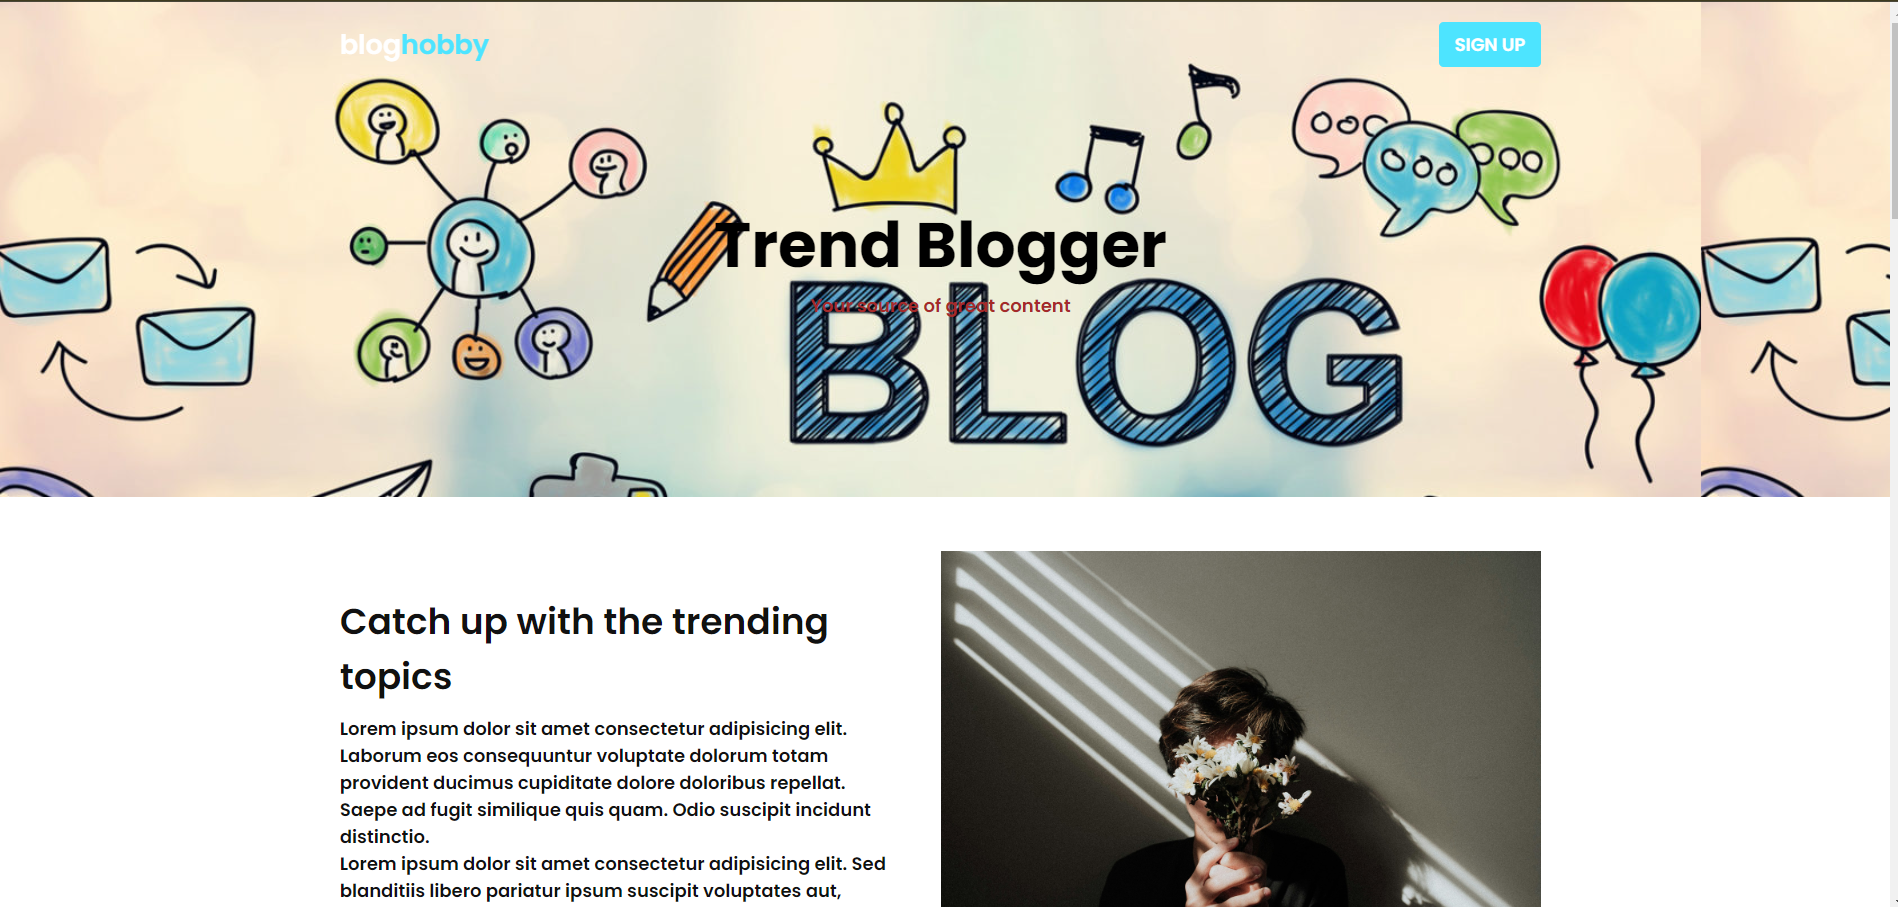 bloghobby
SIGN UP
Trend Blogger
Your source of great content
BLOG
Catch up with the trending
topics
Lorem ipsum dolor sit amet consectetur adipisicing elit.
Laborum eos consequuntur voluptate dolorum totam
provident ducimus cupiditate dolore doloribus repellat.
Saepe ad fugit similique quis quam. Odio suscipit incidunt
distinctio.
Lorem ipsum dolor sit amet consectetur adipisicing elit. Sed
blanditiis libero pariatur ipsum suscipit voluptates aut,